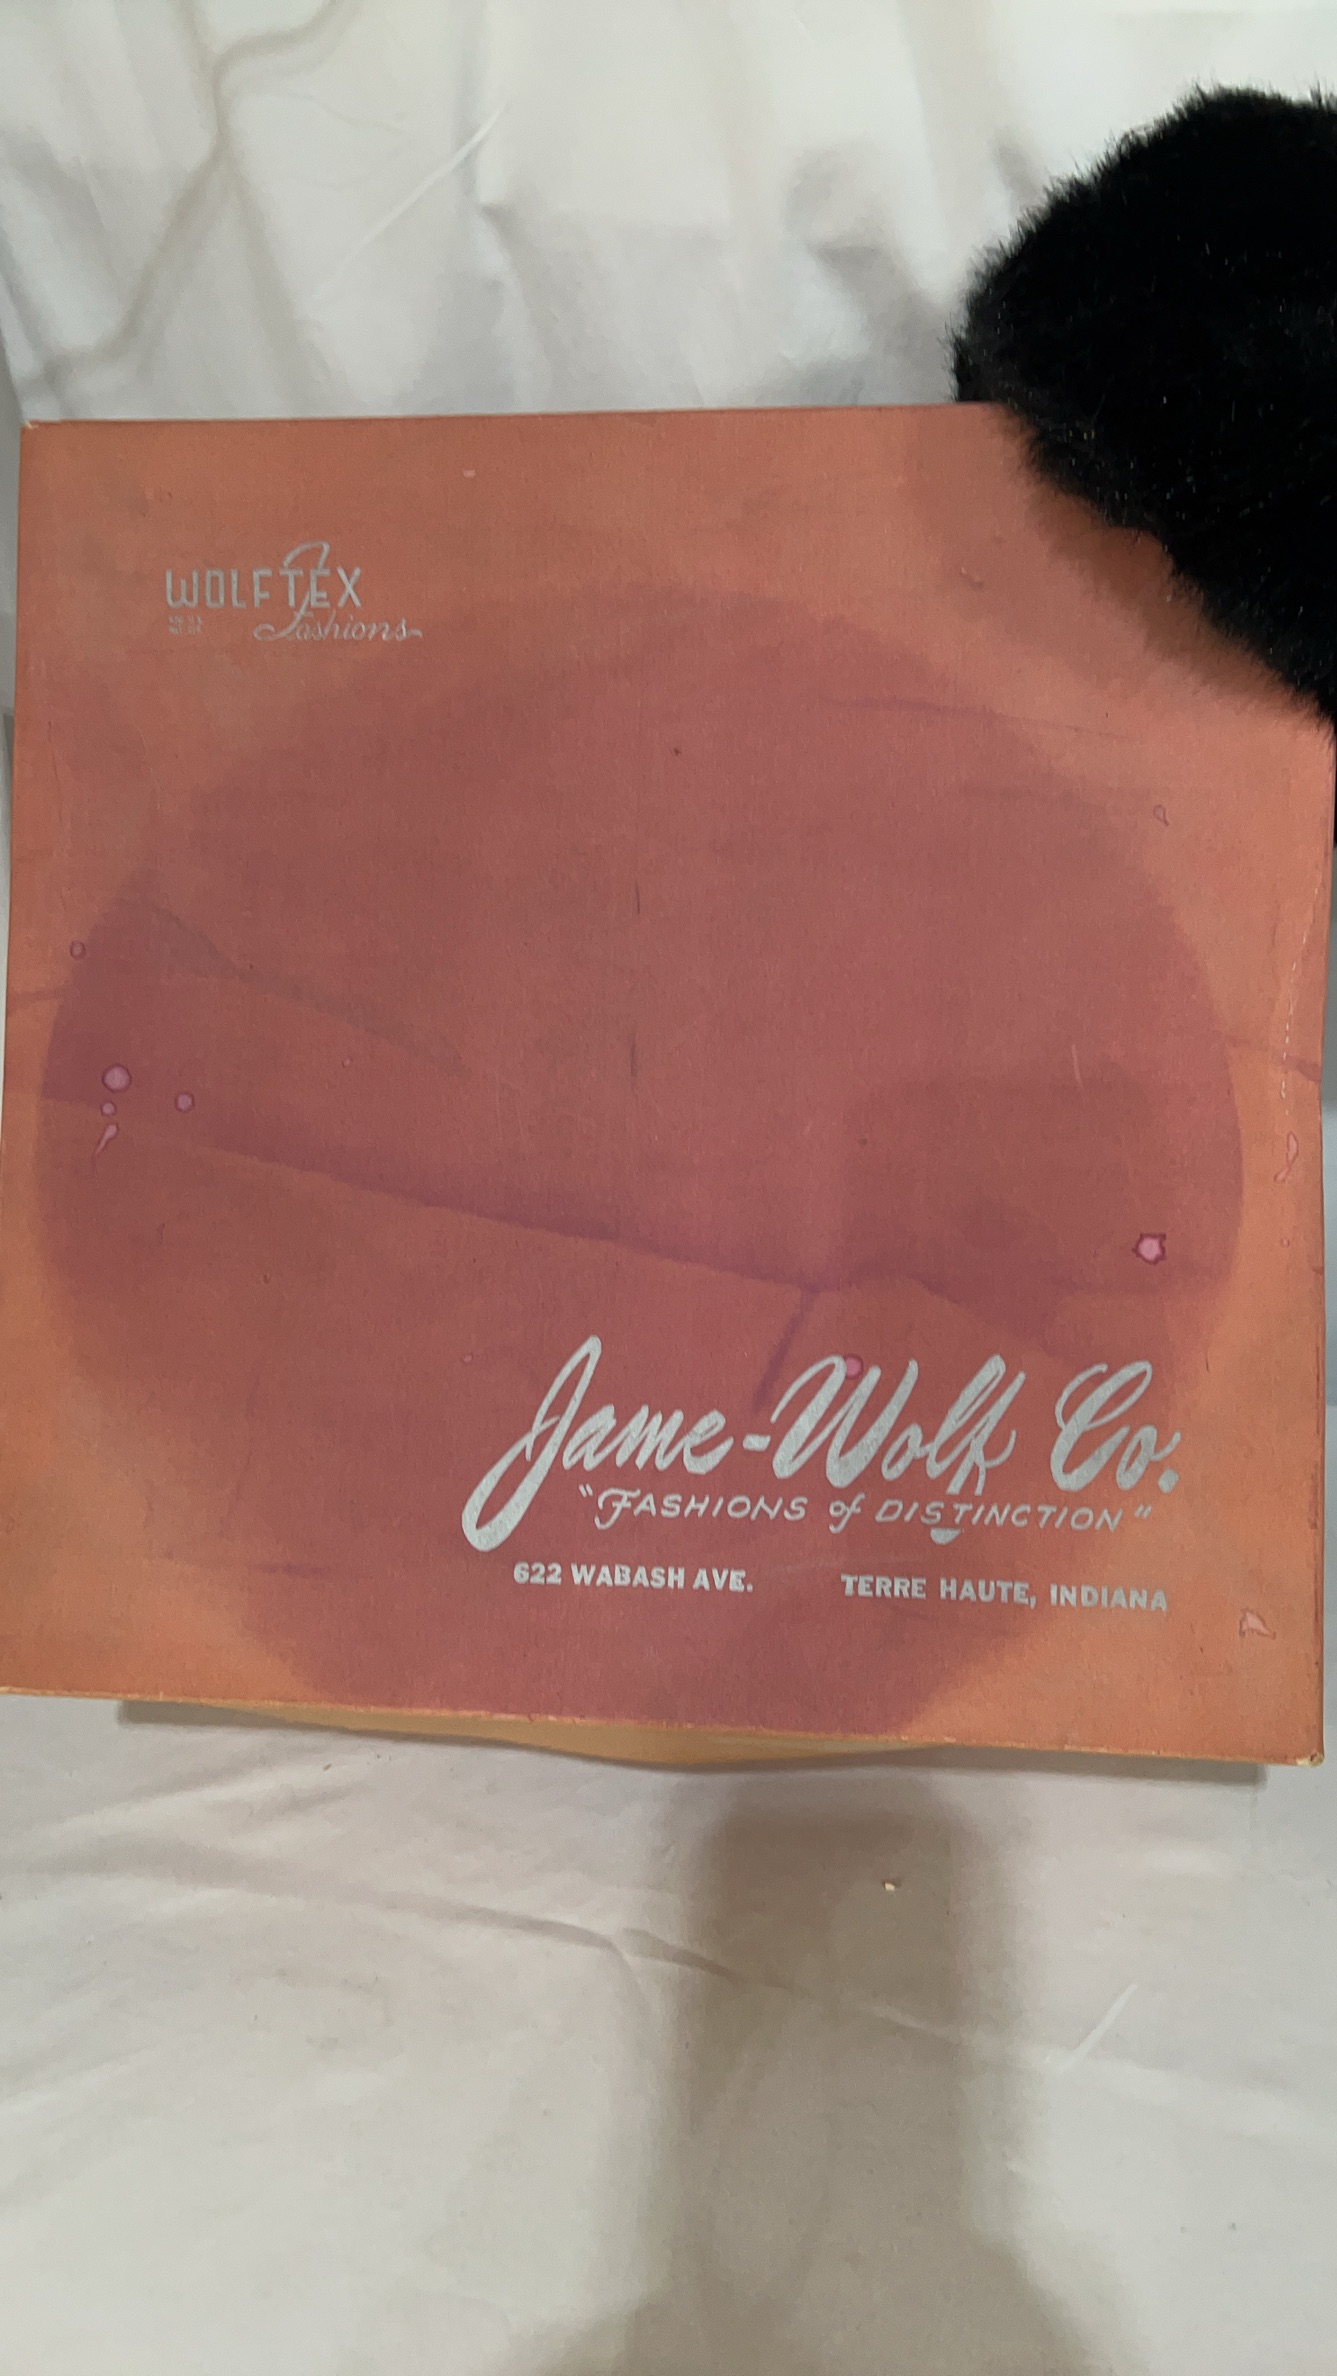 WOLFTEX
Fashions
Jame-Wolf Co.
"FASHIONS of DISTINCTION"
622 WABASH AVE. TERRE HAUTE, INDIANA